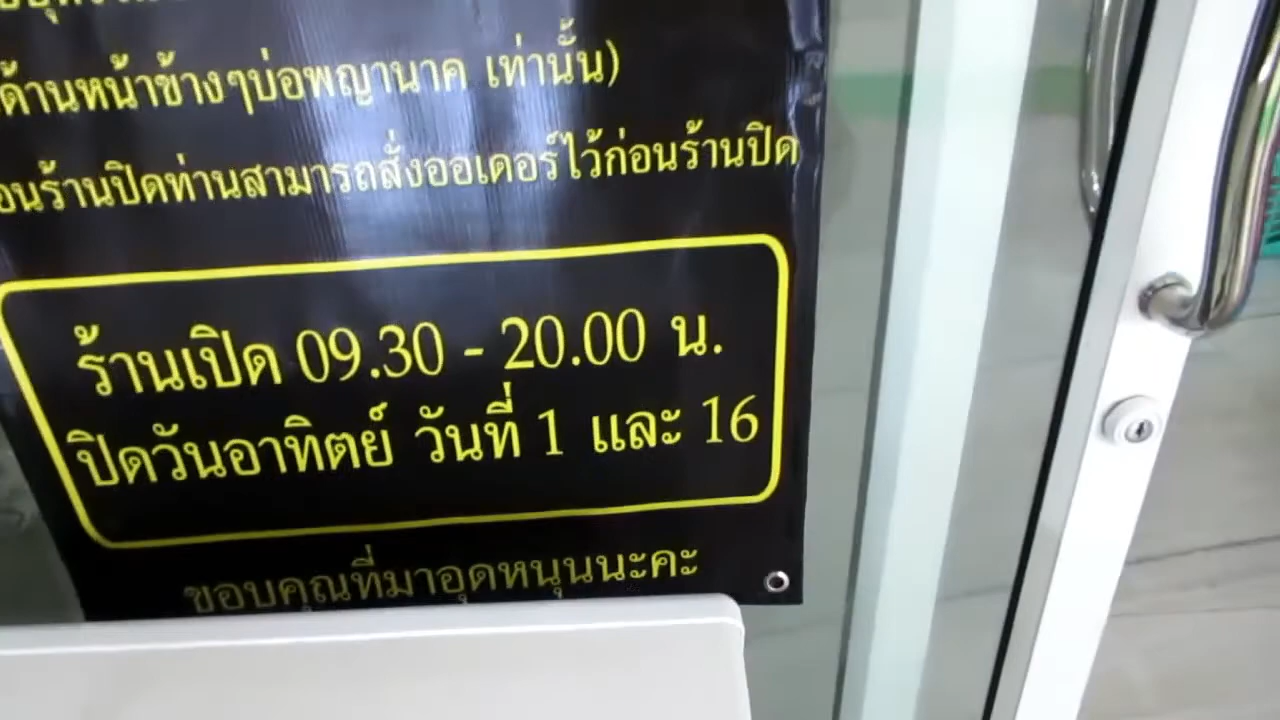 ด้านหน้าข้างๆบ่อพญานาค เท่านั้น)
อนร้านปิดท่านสามารถสั่งออเดอร์ไว้ก่อนร้านปิด
ร้านเปิด 09.30 - 20.00 น.
ปิดวันอาทิตย์ วันที่ 1 และ 16
ขอบคุณที่มาอุดหนุนนะคะ